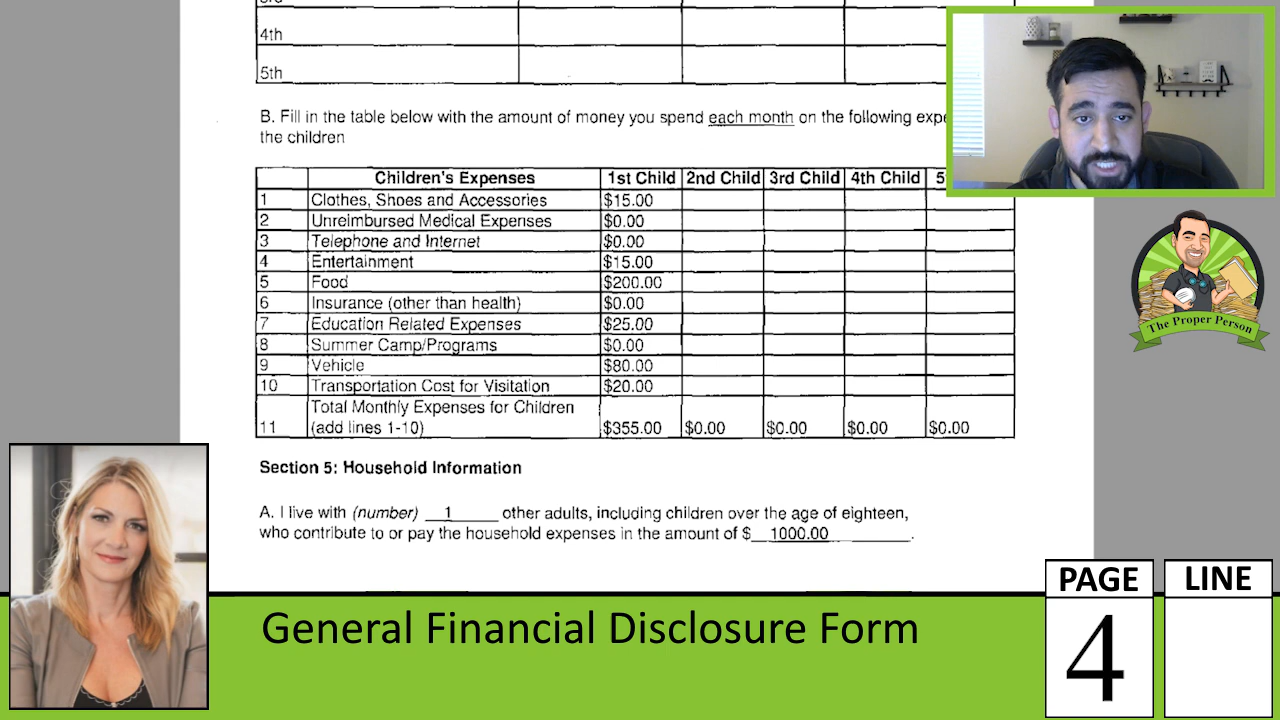 4th
5th
B. Fill in the table below with the amount of money you spend each month on the following
the children
Children's Expenses 1st Child 2nd Child 3rd Child 4th Child
1 Clothes, Shoes and Accessories $15.00
2 Unreimbursed Medical Expenses $0.00
3 Telephone and Internet $0.00
4 Entertainment $15.00
5 Food $200.00
6 Insurance (other than health) $0.00
7 Education Related Expenses $25.00
8 Summer Camp/Programs $0.00
9 Vehicle $80.00
10 Transportation Cost for Visitation $20.00
Total Monthly Expenses for Children
11 (add lines 1-10) $355.00 $0.00 $0.00 $0.00 $0.00
Section 5: Household Information
A. I live with (number) 1 other adults, including children over the age of eighteen,
who contribute to or pay the household expenses in the amount of $ 1000.00.
The Proper Person
General Financial Disclosure Form
PAGE
4
LINE